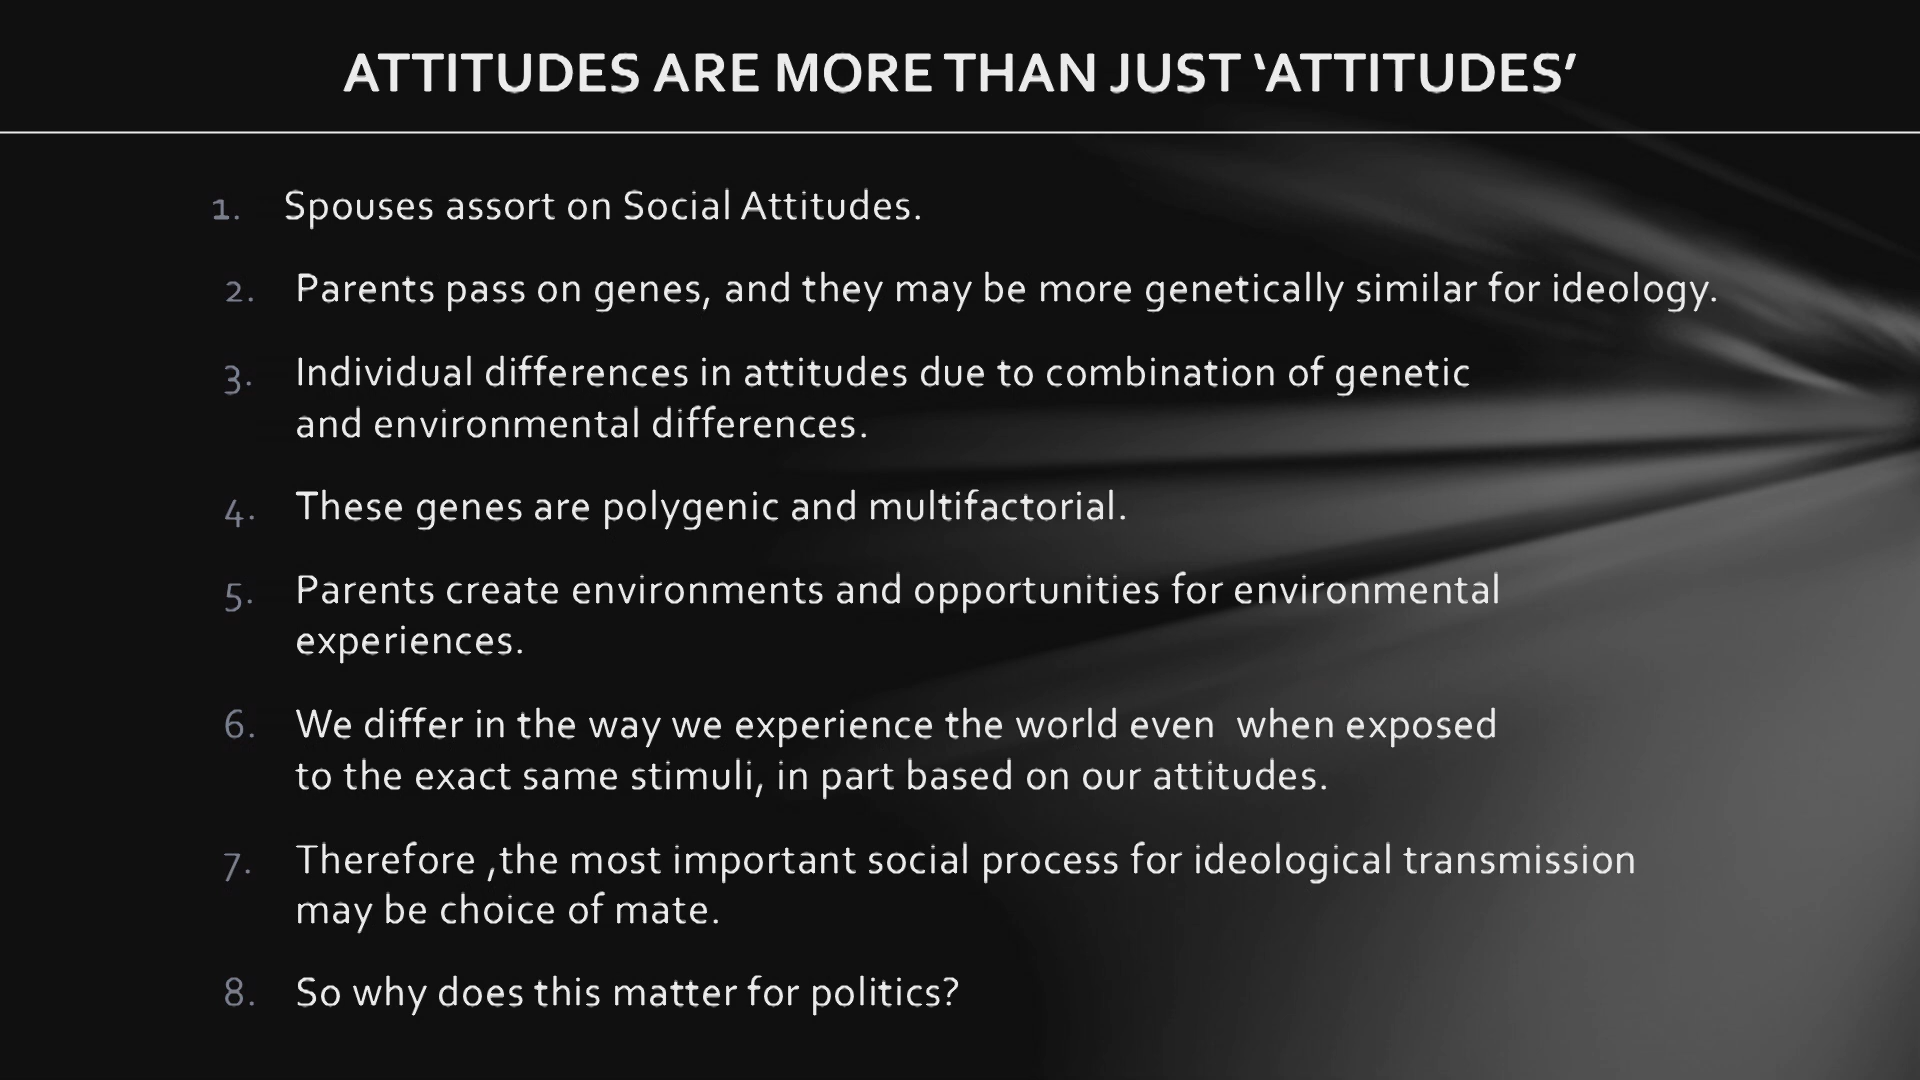 ATTITUDES ARE MORE THAN JUST ‘ATTITUDES’
1. Spouses assort on Social Attitudes.
2. Parents pass on genes, and they may be more genetically similar for ideology.
3. Individual differences in attitudes due to combination of genetic
and environmental differences.
4. These genes are polygenic and multifactorial.
5. Parents create environments and opportunities for environmental
experiences.
6. We differ in the way we experience the world even  when exposed
to the exact same stimuli, in part based on our attitudes.
7. Therefore ,the most important social process for ideological transmission
may be choice of mate.
8. So why does this matter for politics?